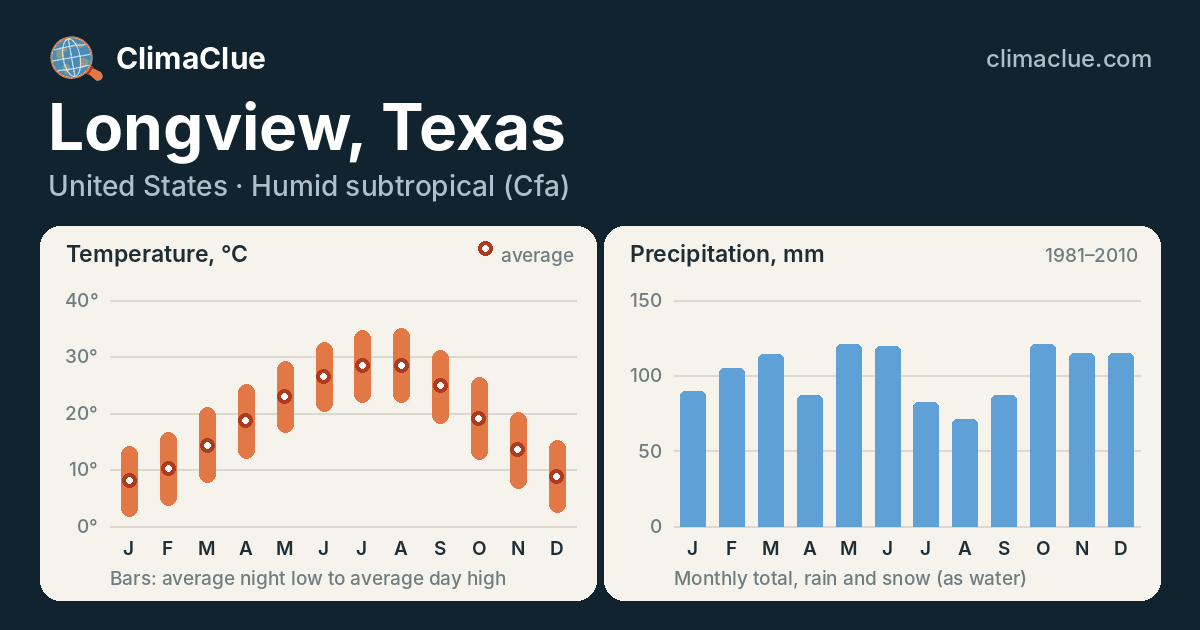 ClimaClue
climaclue.com
Longview, Texas
United States · Humid subtropical (Cfa)
Temperature, °C
average
40°
30°
20°
10°
0°
J F M A M J J A S O N D
Bars: average night low to average day high
Precipitation, mm
1981–2010
150
100
50
0
J F M A M J J A S O N D
Monthly total, rain and snow (as water)